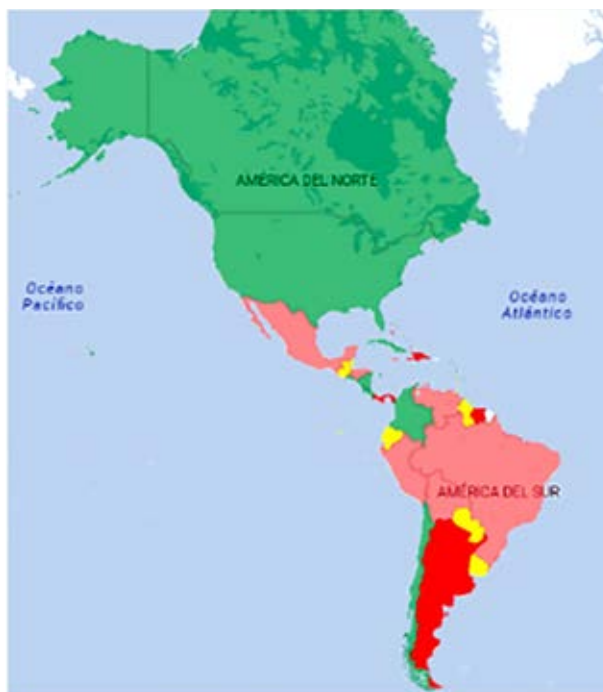 AMÉRICA DEL NORTE
Océano
Pacífico
Océano
Atlántico
AMÉRICA DEL SUR